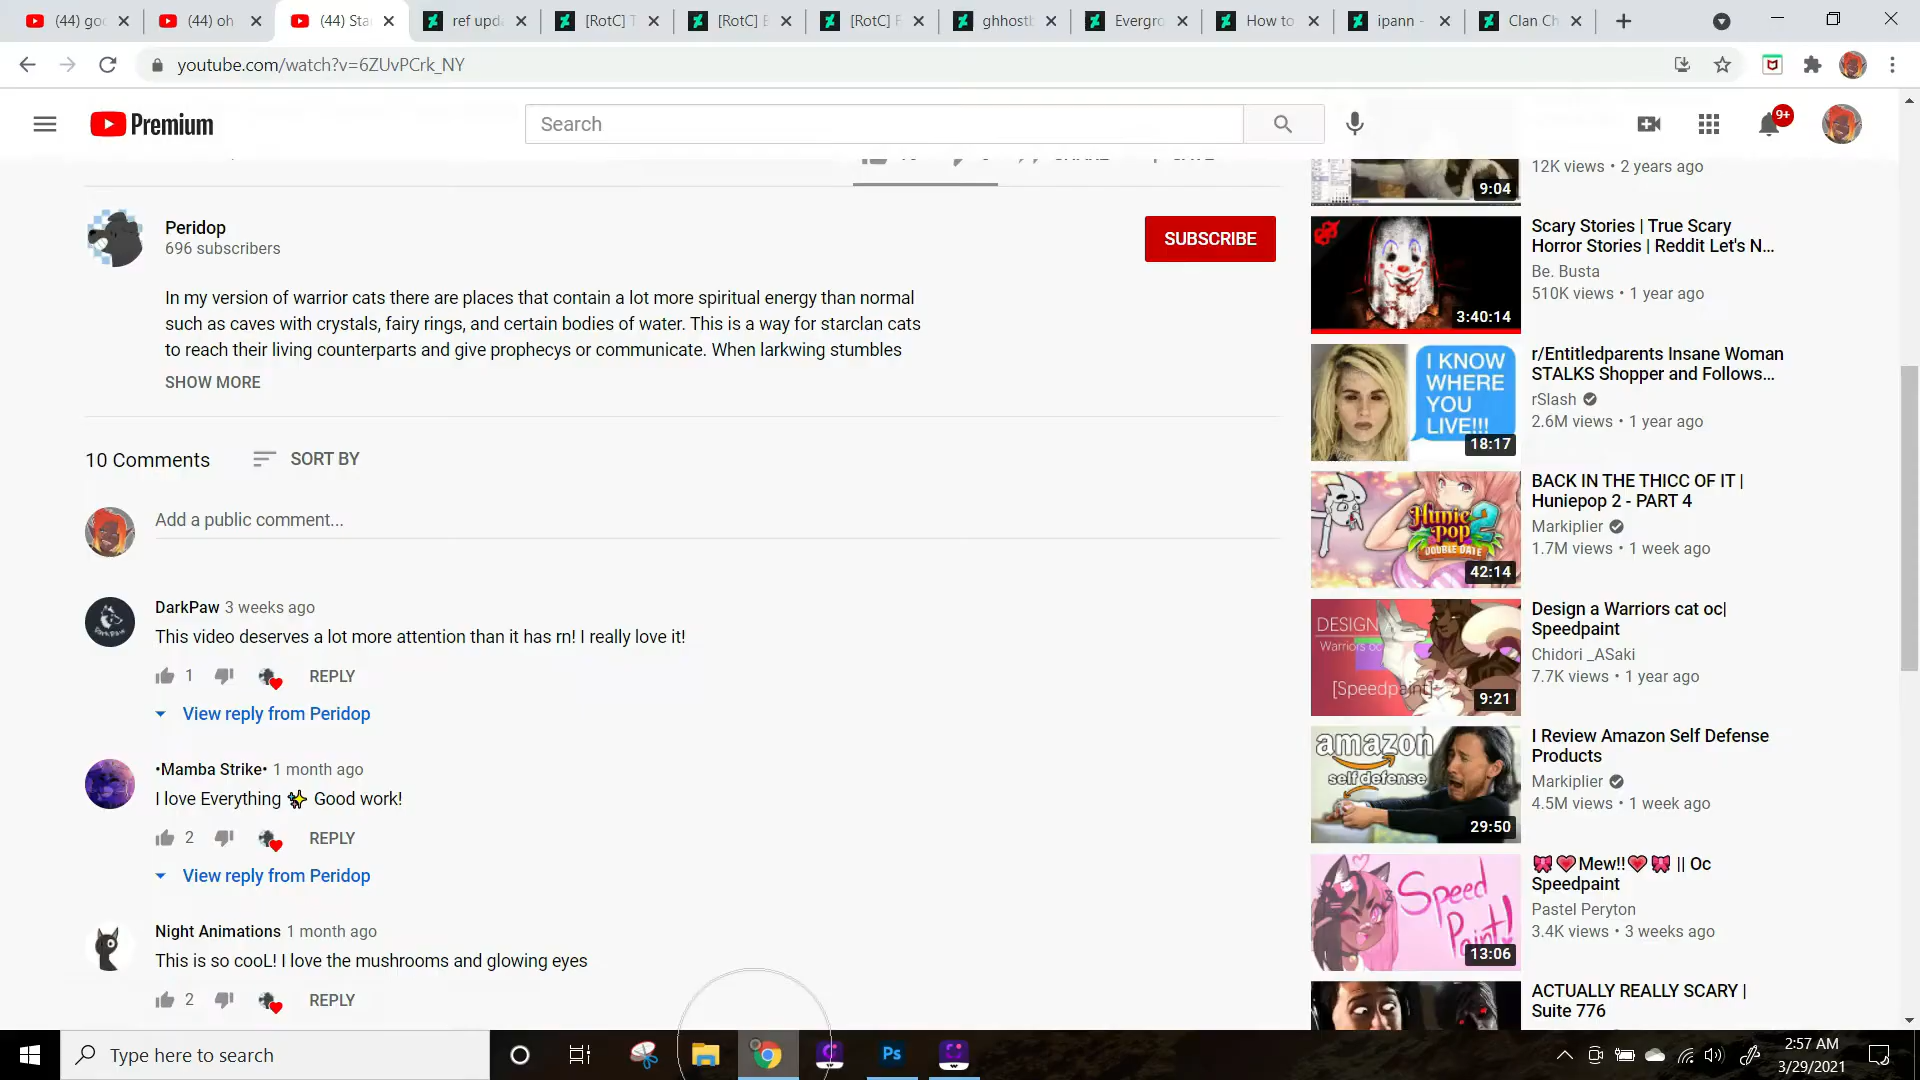 (44) goo
(44) oh
(44) Sta
ref upda
[RotC] T
[RotC] E
[RotC] F
ghhostb
Evergro
How to
ipann -
Clan Ch
youtube.com/watch?v=6ZUvPCrk_NY
Premium
Search
9+
12K views • 2 years ago
9:04
Peridop
696 subscribers
SUBSCRIBE
In my version of warrior cats there are places that contain a lot more spiritual energy than normal
such as caves with crystals, fairy rings, and certain bodies of water. This is a way for starclan cats
to reach their living counterparts and give prophecys or communicate. When larkwing stumbles
SHOW MORE
10 Comments
SORT BY
Add a public comment...
DarkPaw 3 weeks ago
This video deserves a lot more attention than it has rn! I really love it!
1
REPLY
View reply from Peridop
•Mamba Strike• 1 month ago
I love Everything ✨ Good work!
2
REPLY
View reply from Peridop
Night Animations 1 month ago
This is so cooL! I love the mushrooms and glowing eyes
2
REPLY
Scary Stories | True Scary
Horror Stories | Reddit Let's N...
Be. Busta
510K views • 1 year ago
3:40:14
I KNOW
WHERE
YOU
LIVE!!!
18:17
r/Entitledparents Insane Woman
STALKS Shopper and Follows...
rSlash
2.6M views • 1 year ago
Hunie
pop 2
DOUBLE DATE
42:14
BACK IN THE THICC OF IT |
Huniepop 2 - PART 4
Markiplier
1.7M views • 1 week ago
DESIGN
Warriors oc
[Speedpaint]
9:21
Design a Warriors cat oc|
Speedpaint
Chidori _ASaki
7.7K views • 1 year ago
amazon
self defense
29:50
I Review Amazon Self Defense
Products
Markiplier
4.5M views • 1 week ago
Speed
Paint!
13:06
🎀💗Mew!!💗🎀 || Oc
Speedpaint
Pastel Peryton
3.4K views • 3 weeks ago
ACTUALLY REALLY SCARY |
Suite 776
Type here to search
Ps
2:57 AM
3/29/2021